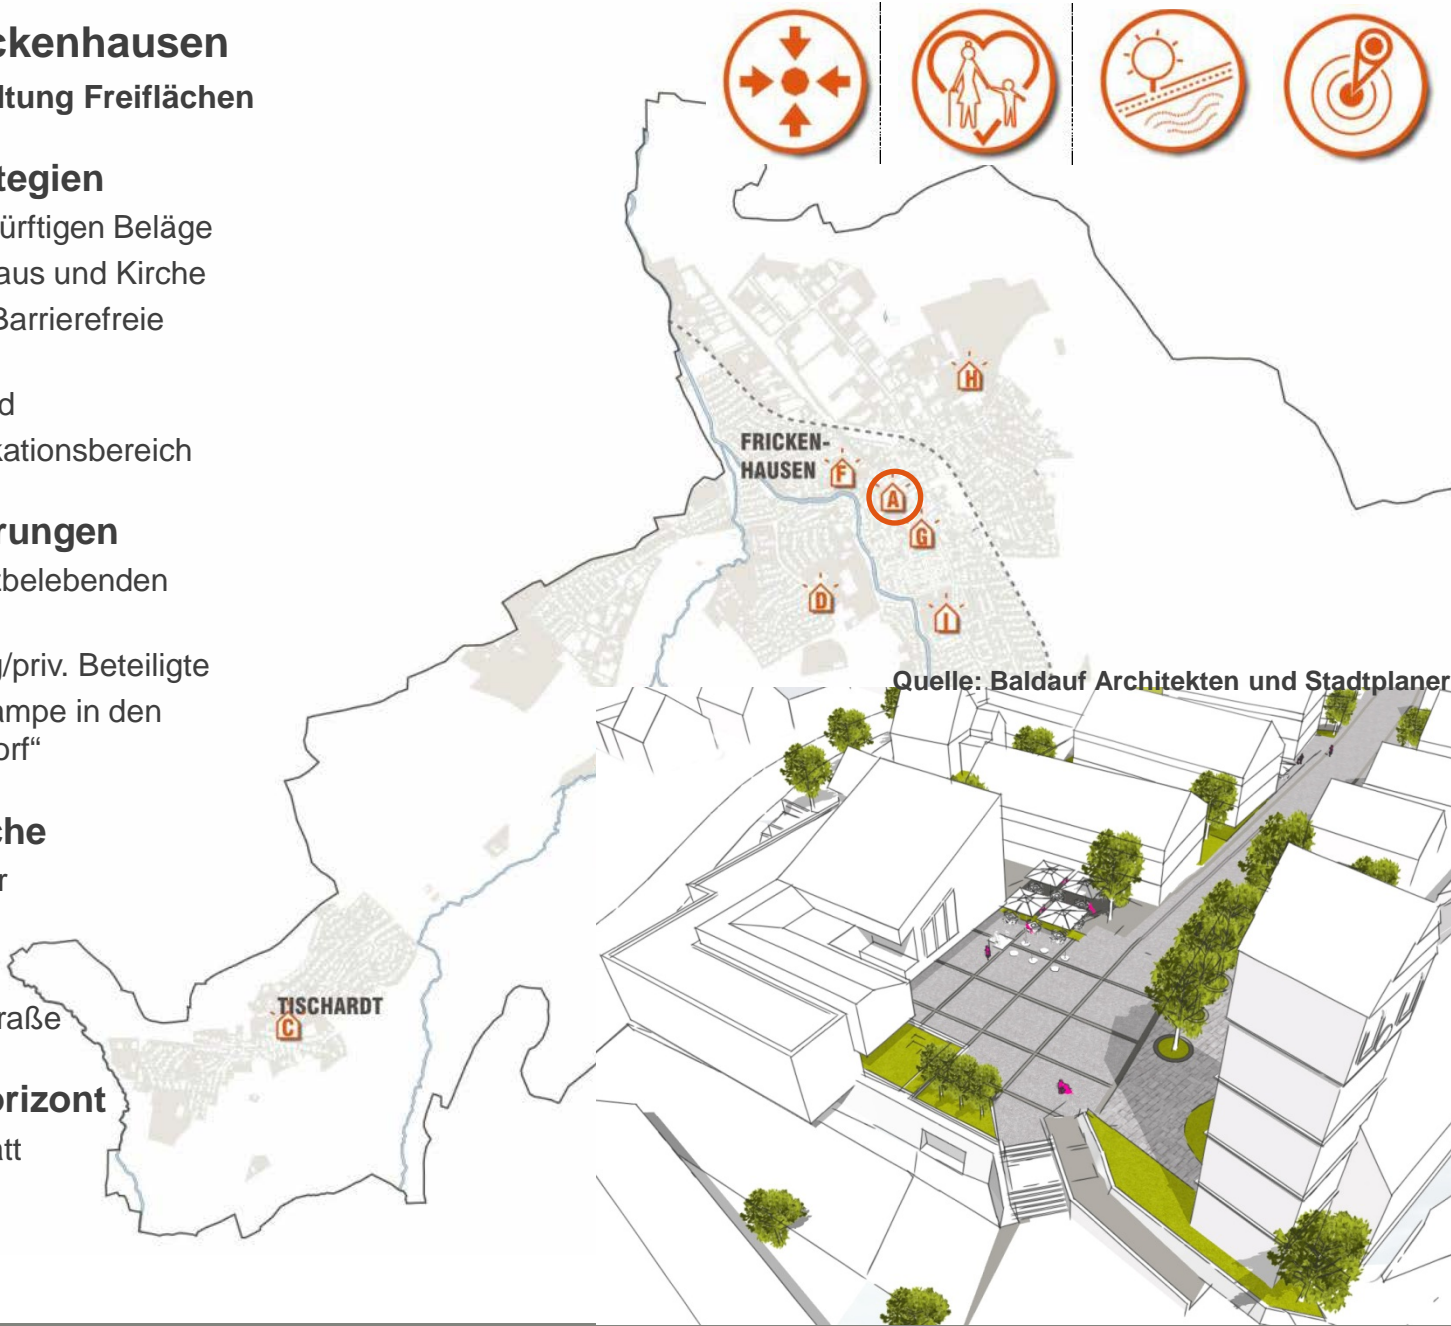 ckenhausen
ltung Freiflächen
tegien
ürftigen Beläge
aus und Kirche
Barrierefreie
d
kationsbereich
rungen
tbelebenden
g/priv. Beteiligte
ampe in den
orf“
che
r
raße
orizont
att
H
FRICKEN-
HAUSEN
F
A
G
D
I
Quelle: Baldauf Architekten und Stadtplaner
TISCHARDT
C